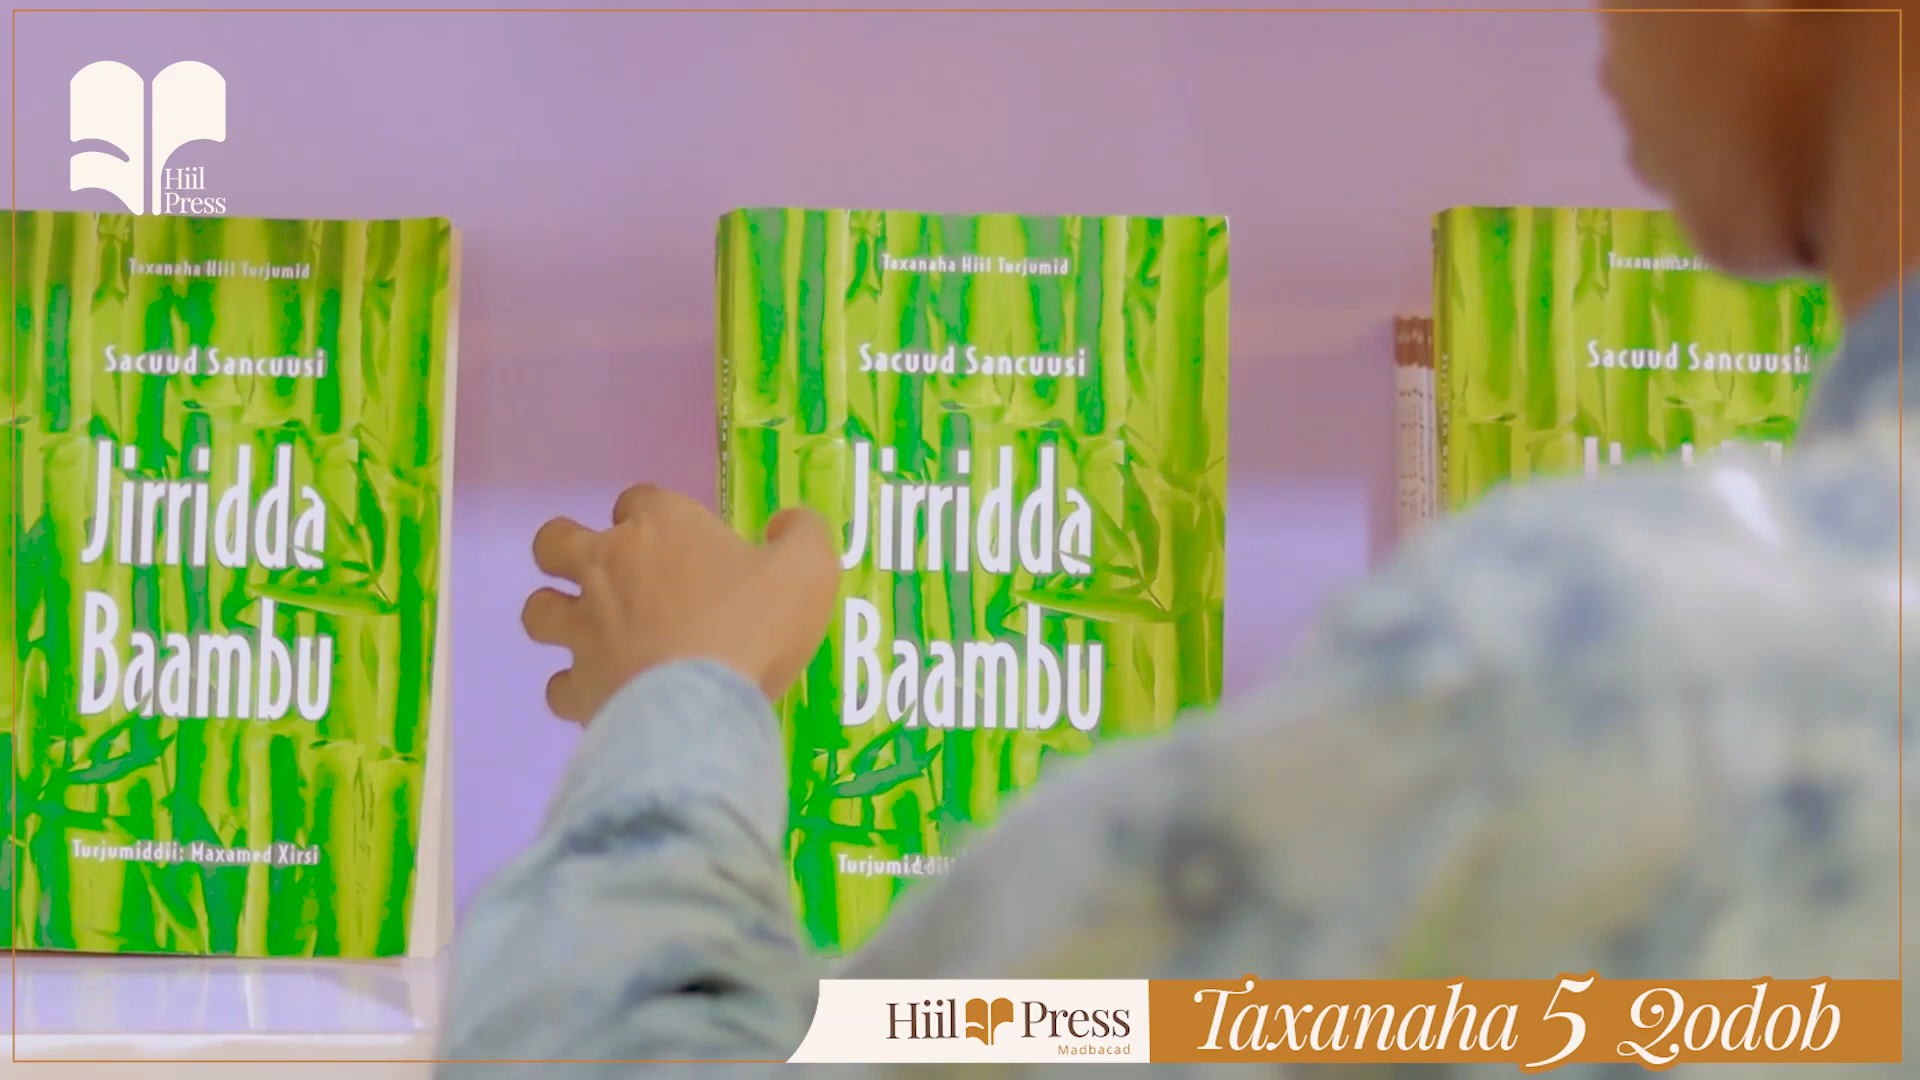 Hiil
Press
Taxanaha Hiil Turjumid
Sacuud Sancuusi
Jirridda
Baambu
Turjumiddii: Maxamed Xirsi
Taxanaha Hiil Turjumid
Sacuud Sancuusi
Jirridda
Baambu
Sacuud Sancuusi
Hiil Press
Madbacad
Taxanaha 5 Qodob